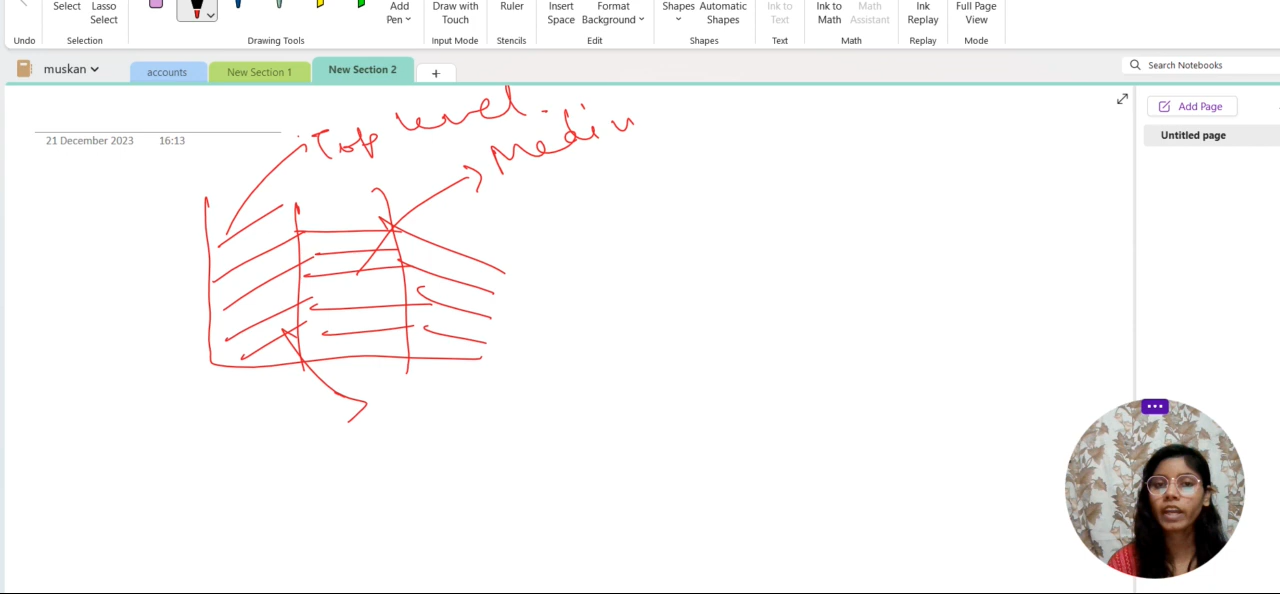 Select Lasso Select Add Pen Draw with Touch Ruler Insert Space Format Background Shapes Automatic Shapes Ink to Text Ink to Math Math Assistant Ink Replay Full Page View
Undo Selection Drawing Tools Input Mode Stencils Edit Shapes Text Math Replay Mode
muskan accounts New Section 1 New Section 2 + Search Notebooks
Add Page
21 December 2023 16:13
Untitled page
Top level.
Mediu